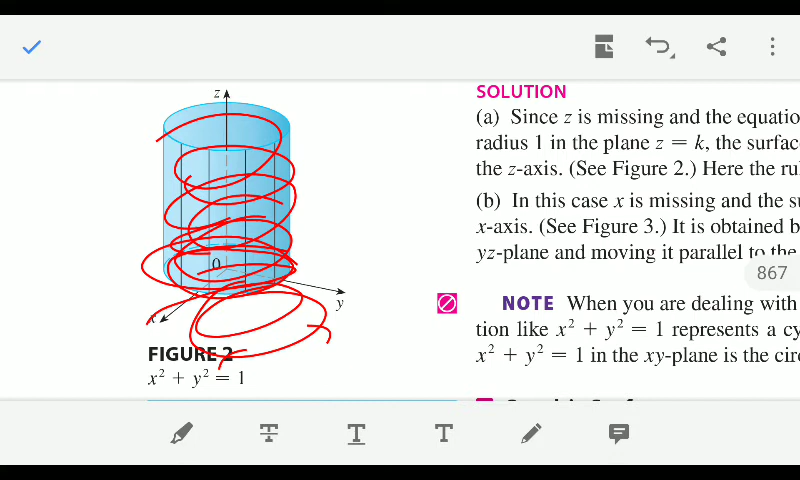 z
SOLUTION
(a) Since z is missing and the equatio
radius 1 in the plane z = k, the surfac
the z-axis. (See Figure 2.) Here the ru
(b) In this case x is missing and the s
x-axis. (See Figure 3.) It is obtained b
yz-plane and moving it parallel to the
867
0
y
x
NOTE When you are dealing with
tion like x² + y² = 1 represents a cy
x² + y² = 1 in the xy-plane is the cir
FIGURE 2
x² + y² = 1
T
T
T